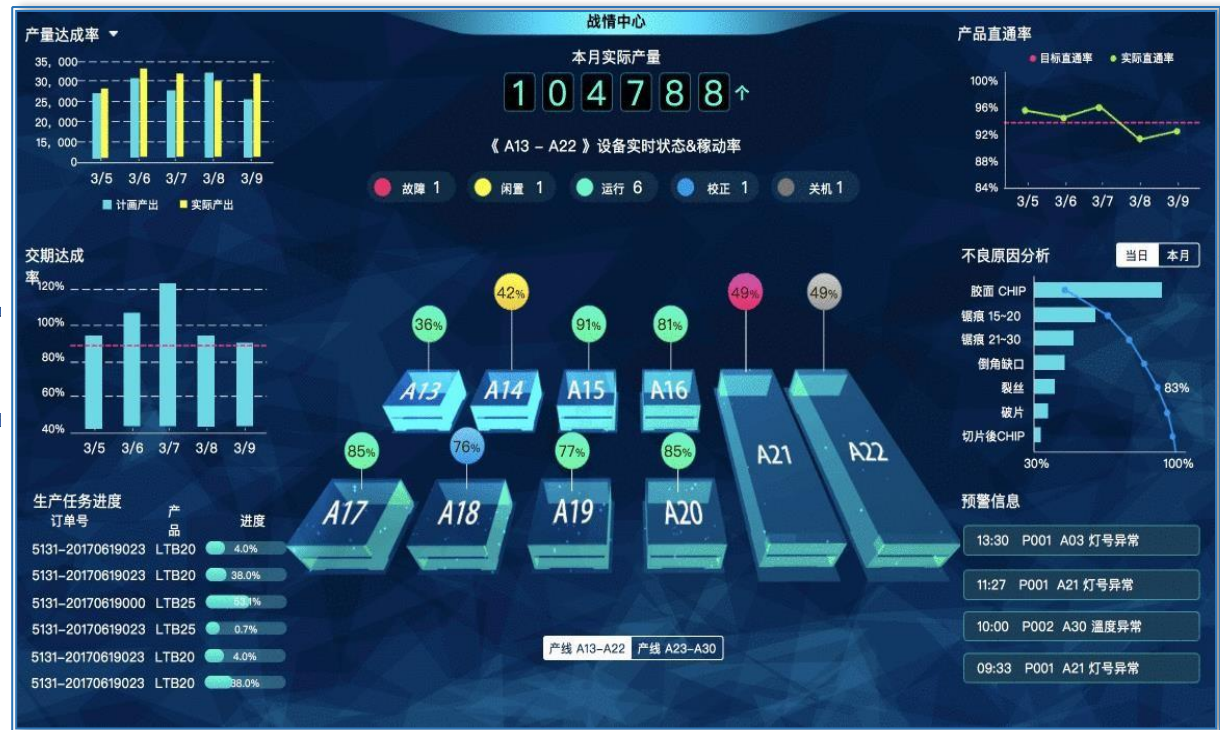 战情中心
产量达成率
35, 000
30, 000
25, 000
20, 000
15, 000
0
3/5 3/6 3/7 3/8 3/9
计画产出 实际产出
交期达成
率
120%
100%
80%
60%
40%
3/5 3/6 3/7 3/8 3/9
生产任务进度
订单号 产品 进度
5131-20170619023 LTB20 4.0%
5131-20170619023 LTB20 38.0%
5131-20170619000 LTB25 63.1%
5131-20170619023 LTB25 0.7%
5131-20170619023 LTB20 4.0%
5131-20170619023 LTB20 38.0%
本月实际产量
104788↑
《 A13 - A22 》设备实时状态&稼动率
故障 1 闲置 1 运行 6 校正 1 关机 1
36% 42% 91% 81% 49% 49%
A13 A14 A15 A16
85% 76% 77% 85%
A21 A22
A17 A18 A19 A20
产线 A13-A22 产线 A23-A30
产品直通率
目标直通率 实际直通率
100%
96%
92%
88%
84%
3/5 3/6 3/7 3/8 3/9
不良原因分析 当日 本月
胶面 CHIP
锯痕 15~20
锯痕 21~30
倒角缺口
裂丝
破片
切片後CHIP
83%
30% 100%
预警信息
13:30 P001 A03 灯号异常
11:27 P001 A21 灯号异常
10:00 P002 A30 溫度异常
09:33 P001 A21 灯号异常